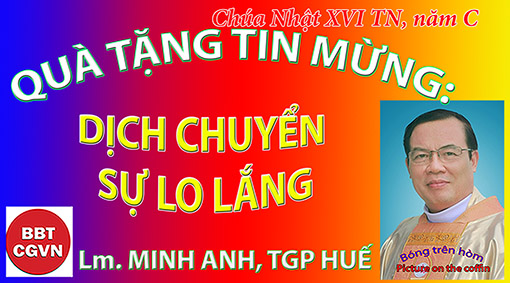 Chúa Nhật XVI TN, năm C
QUÀ TẶNG TIN MỪNG:
DỊCH CHUYỂN
SỰ LO LẮNG
BBT
CGVN
Lm. MINH ANH, TGP HUẾ
Bóng trên hòm
Picture on the coffin